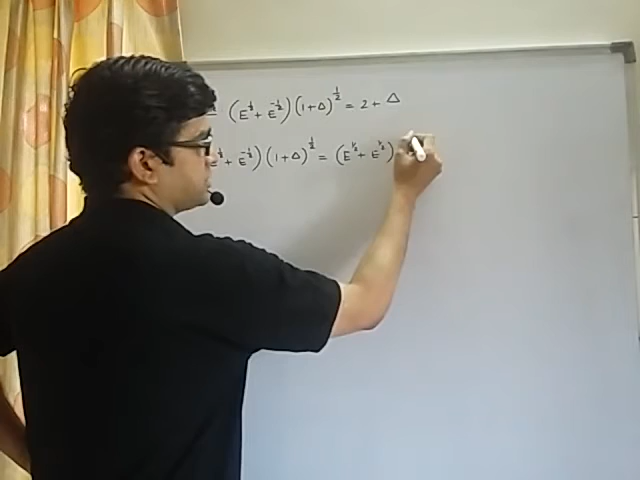 (E^{1/2} + E^{-1/2})(1+Δ)^{1/2} = 2 + Δ
E^{1/2} + E^{-1/2})(1+Δ)^{1/2} = (E^{1/2} + E^{-1/2})